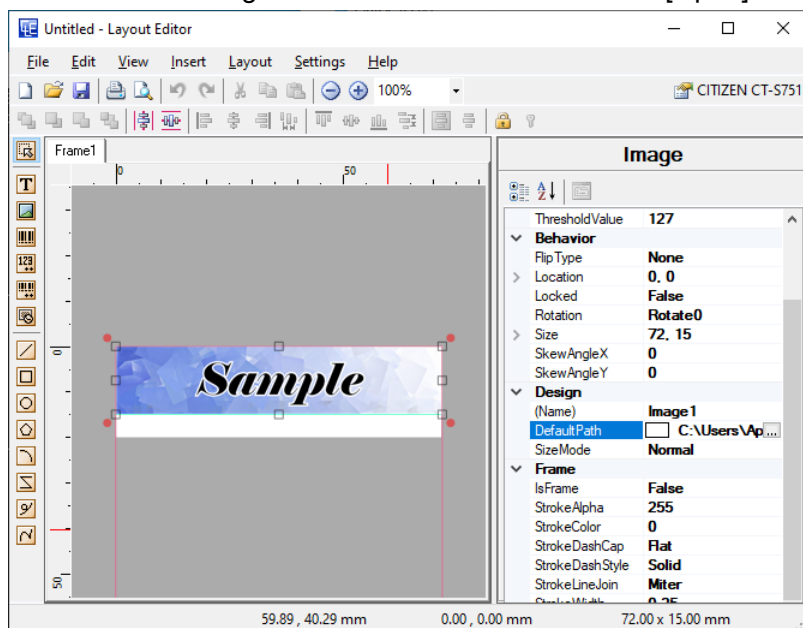 Untitled - Layout Editor
File Edit View Insert Layout Settings Help
100%
CITIZEN CT-S751
Frame1
Image
0 50
ThresholdValue 127
Behavior
FlipType None
Location 0, 0
Locked False
Rotation Rotate0
Size 72, 15
SkewAngleX 0
SkewAngleY 0
Design
(Name) Image1
DefaultPath C:\Users\Ap...
SizeMode Normal
Frame
IsFrame False
StrokeAlpha 255
StrokeColor 0
StrokeDashCap Flat
StrokeDashStyle Solid
StrokeLineJoin Miter
StrokeWidth 0.25
0
Sample
50
59.89 , 40.29 mm 0.00 , 0.00 mm 72.00 x 15.00 mm